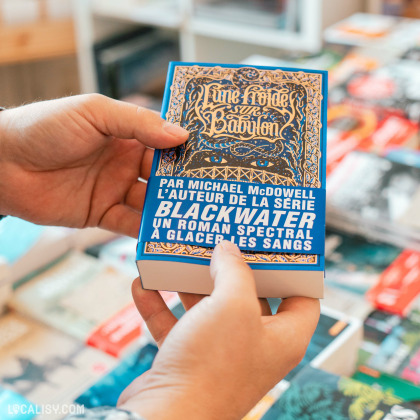 Lune froide
sur
Babylon
PAR MICHAEL McDOWELL
L'AUTEUR DE LA SÉRIE
BLACKWATER
UN ROMAN SPECTRAL
À GLACER LES SANGS
LOCALISY.COM